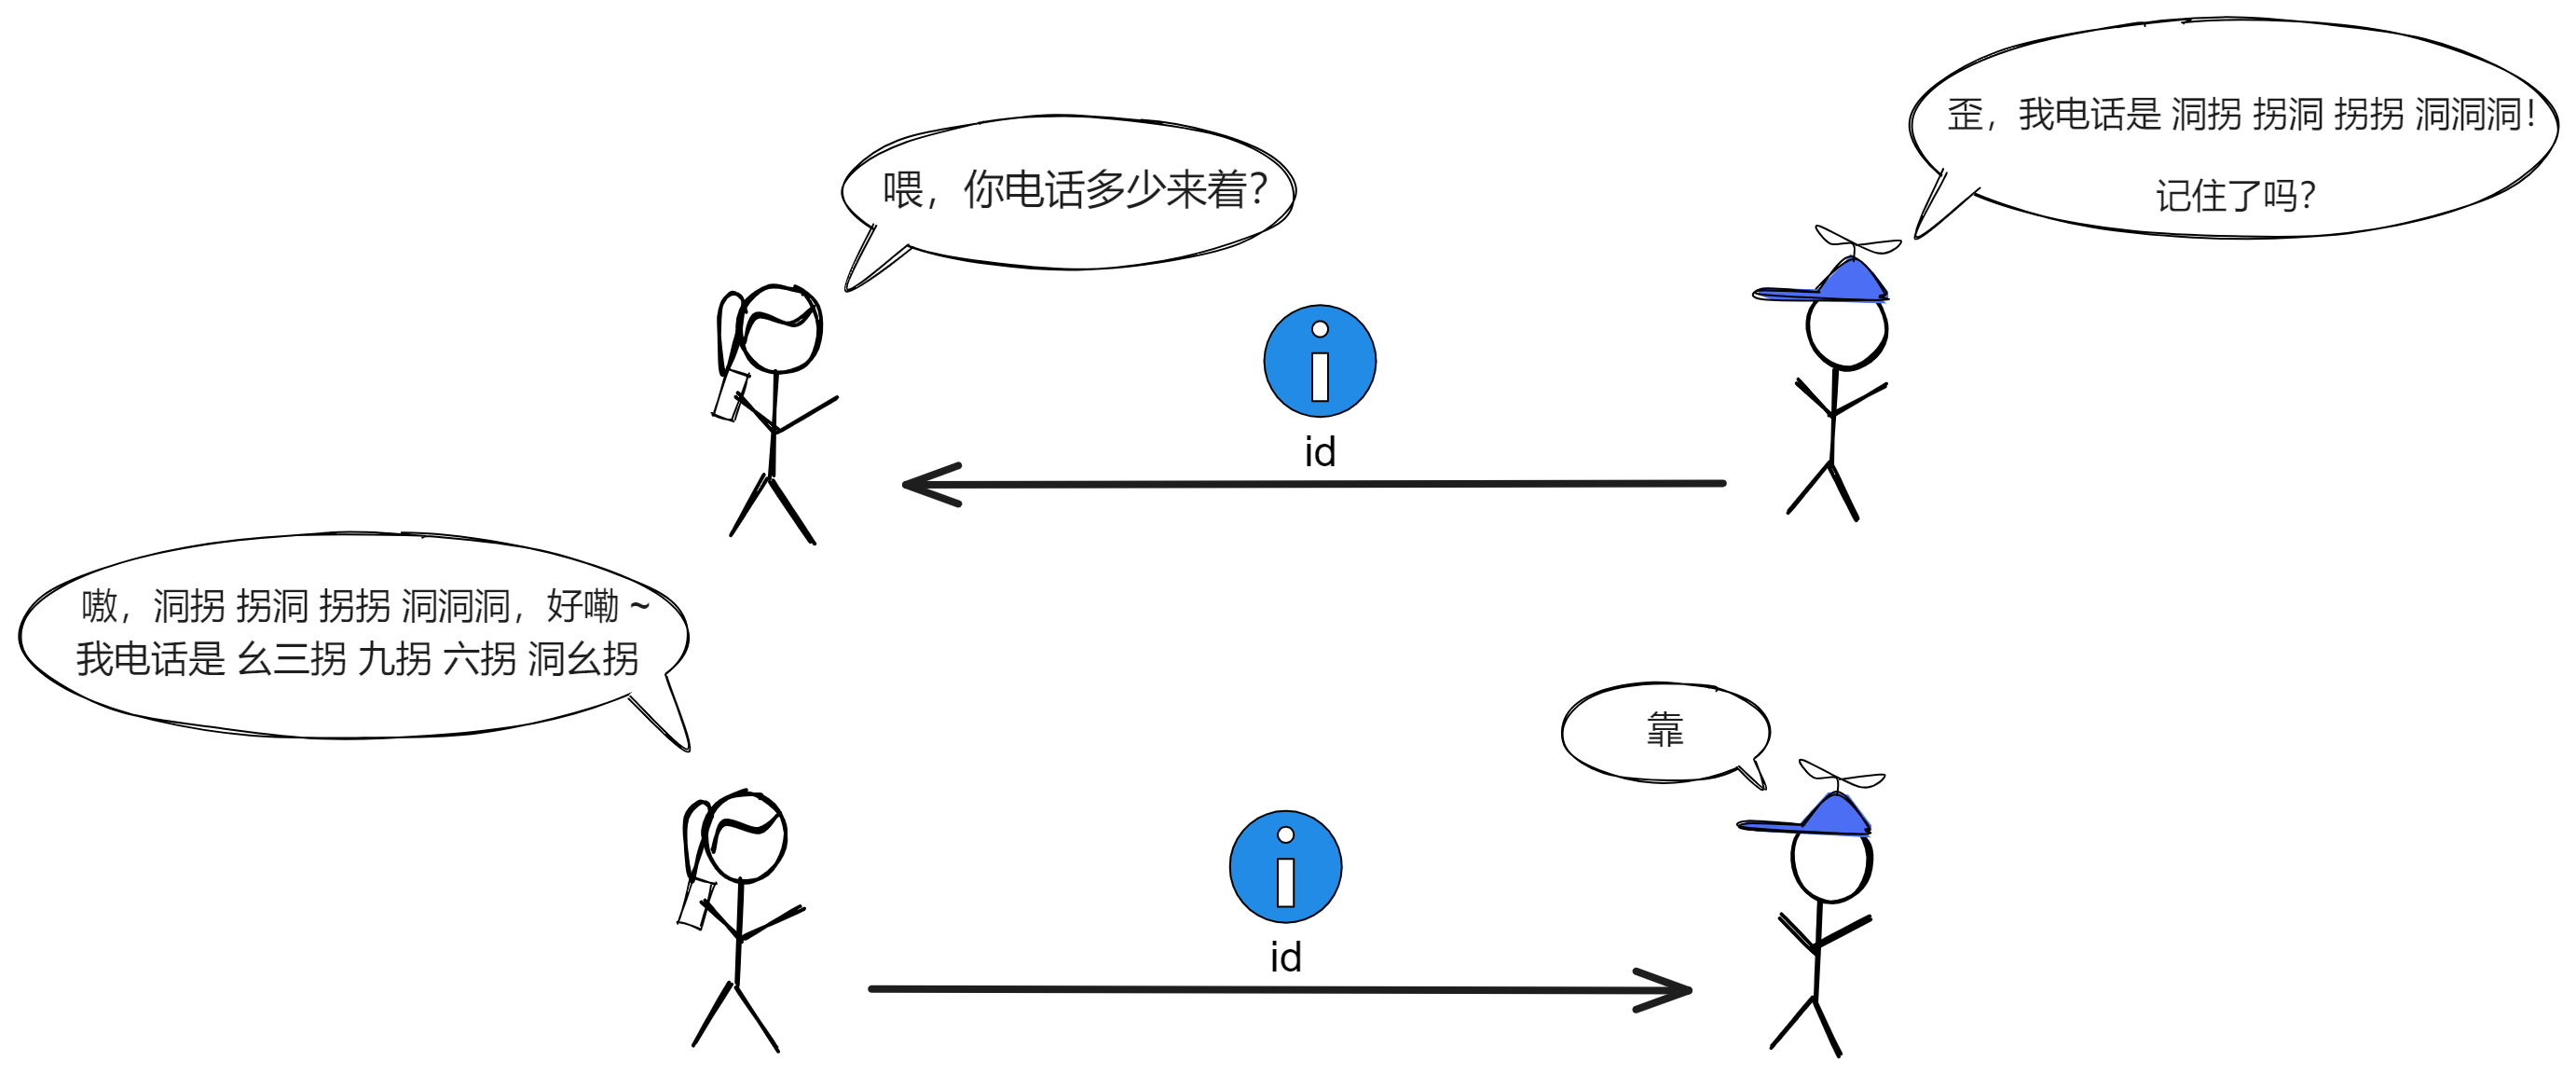 歪，我电话是 洞拐 拐洞 拐拐 洞洞洞！
记住了吗？
喂，你电话多少来着？
id
嗷，洞拐 拐洞 拐拐 洞洞洞，好嘞 ~
我电话是 幺三拐 九拐 六拐 洞幺拐
靠
id